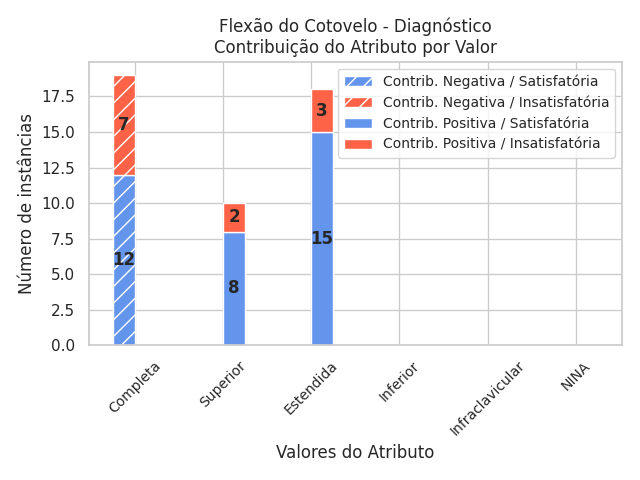 Flexão do Cotovelo - Diagnóstico
Contribuição do Atributo por Valor
Contrib. Negativa / Satisfatória
Contrib. Negativa / Insatisfatória
Contrib. Positiva / Satisfatória
Contrib. Positiva / Insatisfatória
Número de instâncias
17.5
15.0
12.5
10.0
7.5
5.0
2.5
0.0
7
12
2
8
3
15
Completa
Superior
Estendida
Inferior
Infraclavicular
NINA
Valores do Atributo